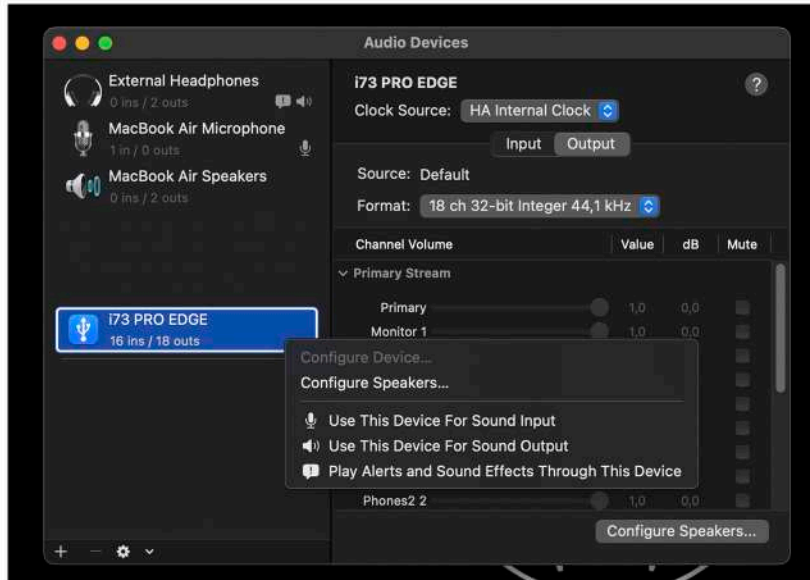 Audio Devices
External Headphones
0 ins / 2 outs
MacBook Air Microphone
1 in / 0 outs
MacBook Air Speakers
0 ins / 2 outs
i73 PRO EDGE
16 ins / 18 outs
i73 PRO EDGE
?
Clock Source: HA Internal Clock
Input Output
Source: Default
Format: 18 ch 32-bit Integer 44,1 kHz
Channel Volume Value dB Mute
Primary Stream
Primary 1,0 0,0
Monitor 1 1,0 0,0
Configure Device...
Configure Speakers...
Use This Device For Sound Input
Use This Device For Sound Output
Play Alerts and Sound Effects Through This Device
Phones2 2 1,0 0,0
Configure Speakers...